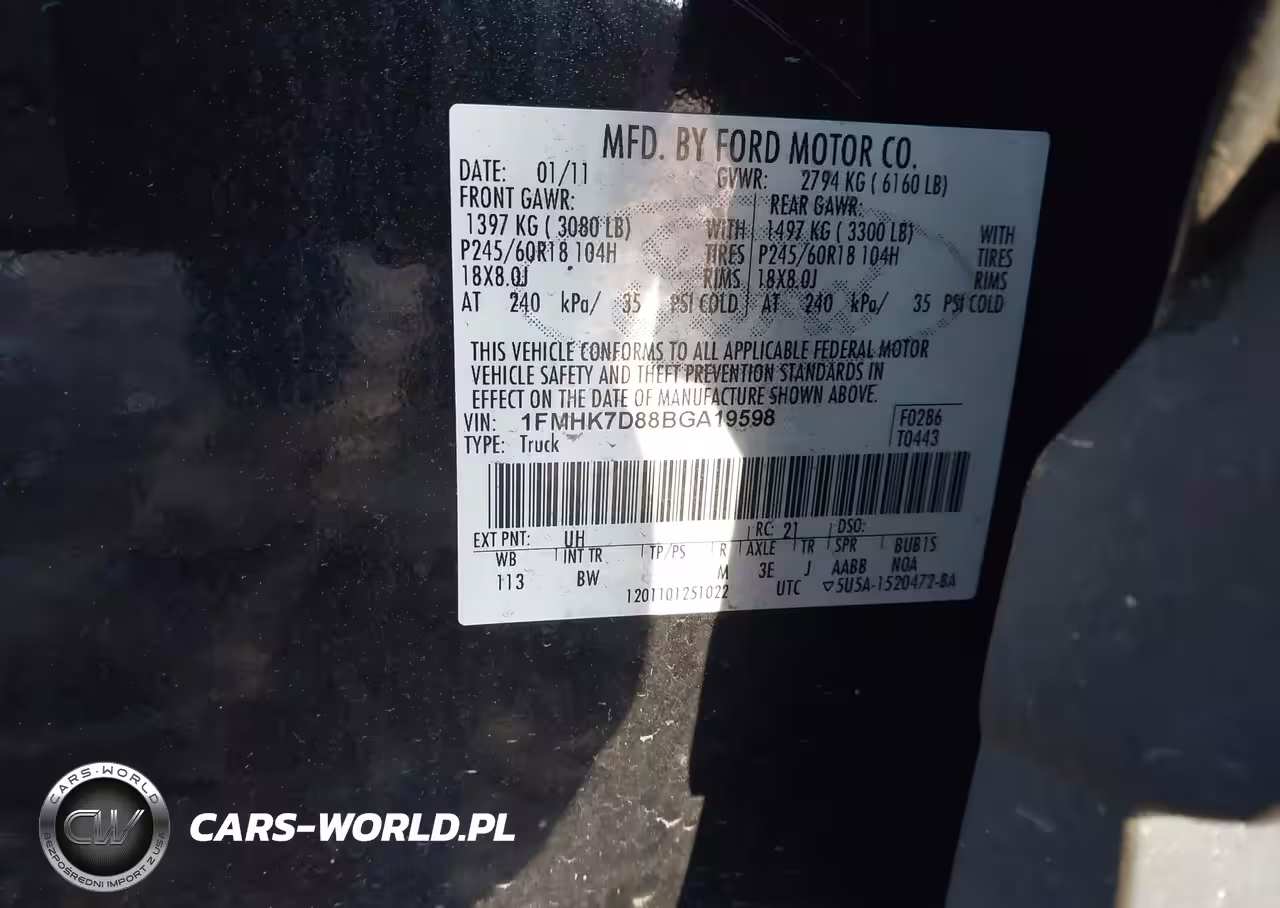 MFD. BY FORD MOTOR CO.
DATE: 01/11 GVWR: 2794 KG ( 6160 LB)
FRONT GAWR: REAR GAWR:
1397 KG ( 3080 LB) WITH 1497 KG ( 3300 LB) WITH
P245/60R18 104H TIRES P245/60R18 104H TIRES
18X8.0J RIMS 18X8.0J RIMS
AT 240 kPa/ 35 PSI COLD AT 240 kPa/ 35 PSI COLD
THIS VEHICLE CONFORMS TO ALL APPLICABLE FEDERAL MOTOR
VEHICLE SAFETY AND THEFT PREVENTION STANDARDS IN
EFFECT ON THE DATE OF MANUFACTURE SHOWN ABOVE.
VIN: 1FMHK7D88BGA19598 F0286
TYPE: Truck T0443
EXT PNT: UH RC: 21 DSO:
WB INT TR TP/PS R AXLE TR SPR BUB15
113 BW M 3E J AABB NOA
1201101251022 UTC ▽5U5A-1520472-BA
CARS-WORLD
CW
BEZPOŚREDNI IMPORT Z USA
CARS-WORLD.PL